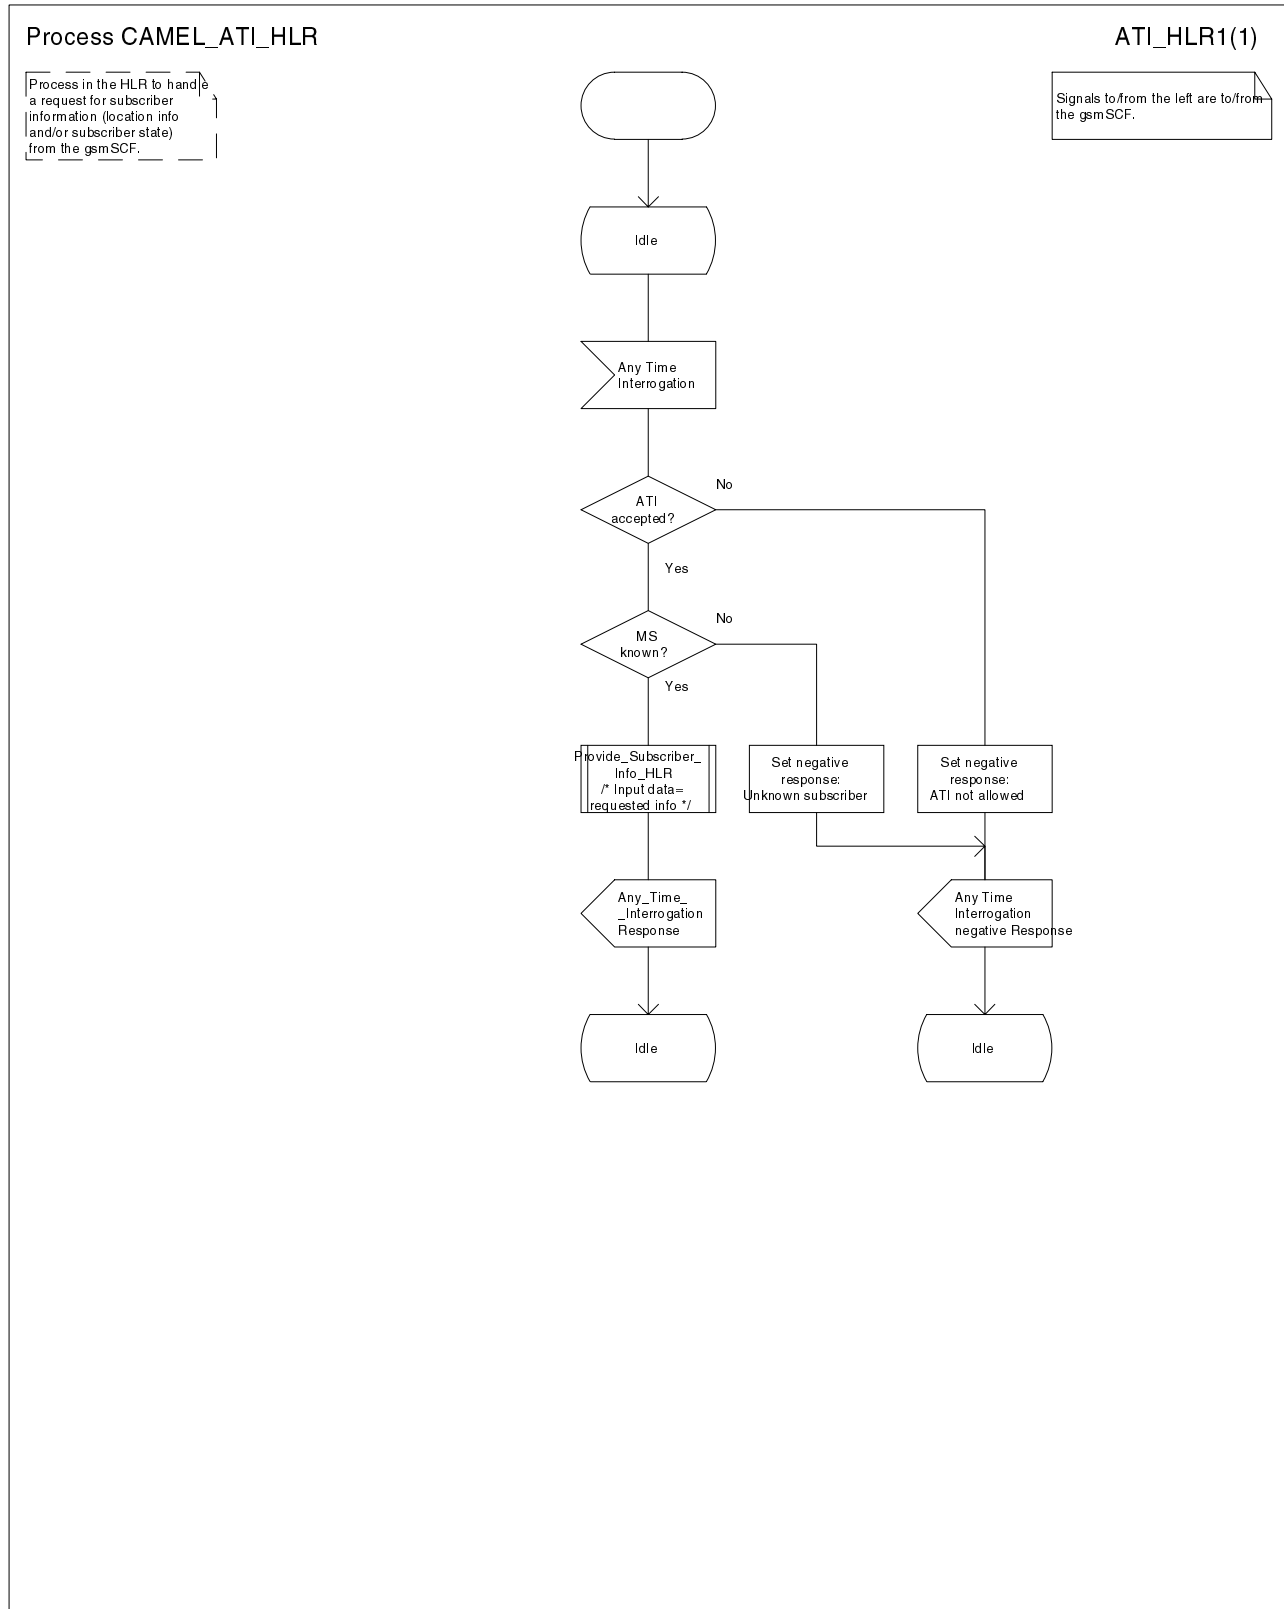 Process CAMEL_ATI_HLR
ATI_HLR1(1)
Process in the HLR to handle
a request for subscriber
information (location info
and/or subscriber state)
from the gsmSCF.
Signals to/from the left are to/from
the gsmSCF.
Idle
Any Time
Interrogation
ATI
accepted?
No
Yes
MS
known?
No
Yes
Provide_Subscriber_
Info_HLR
/* Input data=
requested info */
Set negative
response:
Unknown subscriber
Set negative
response:
ATI not allowed
Any_Time_
_Interrogation
Response
Any Time
Interrogation
negative Response
Idle
Idle